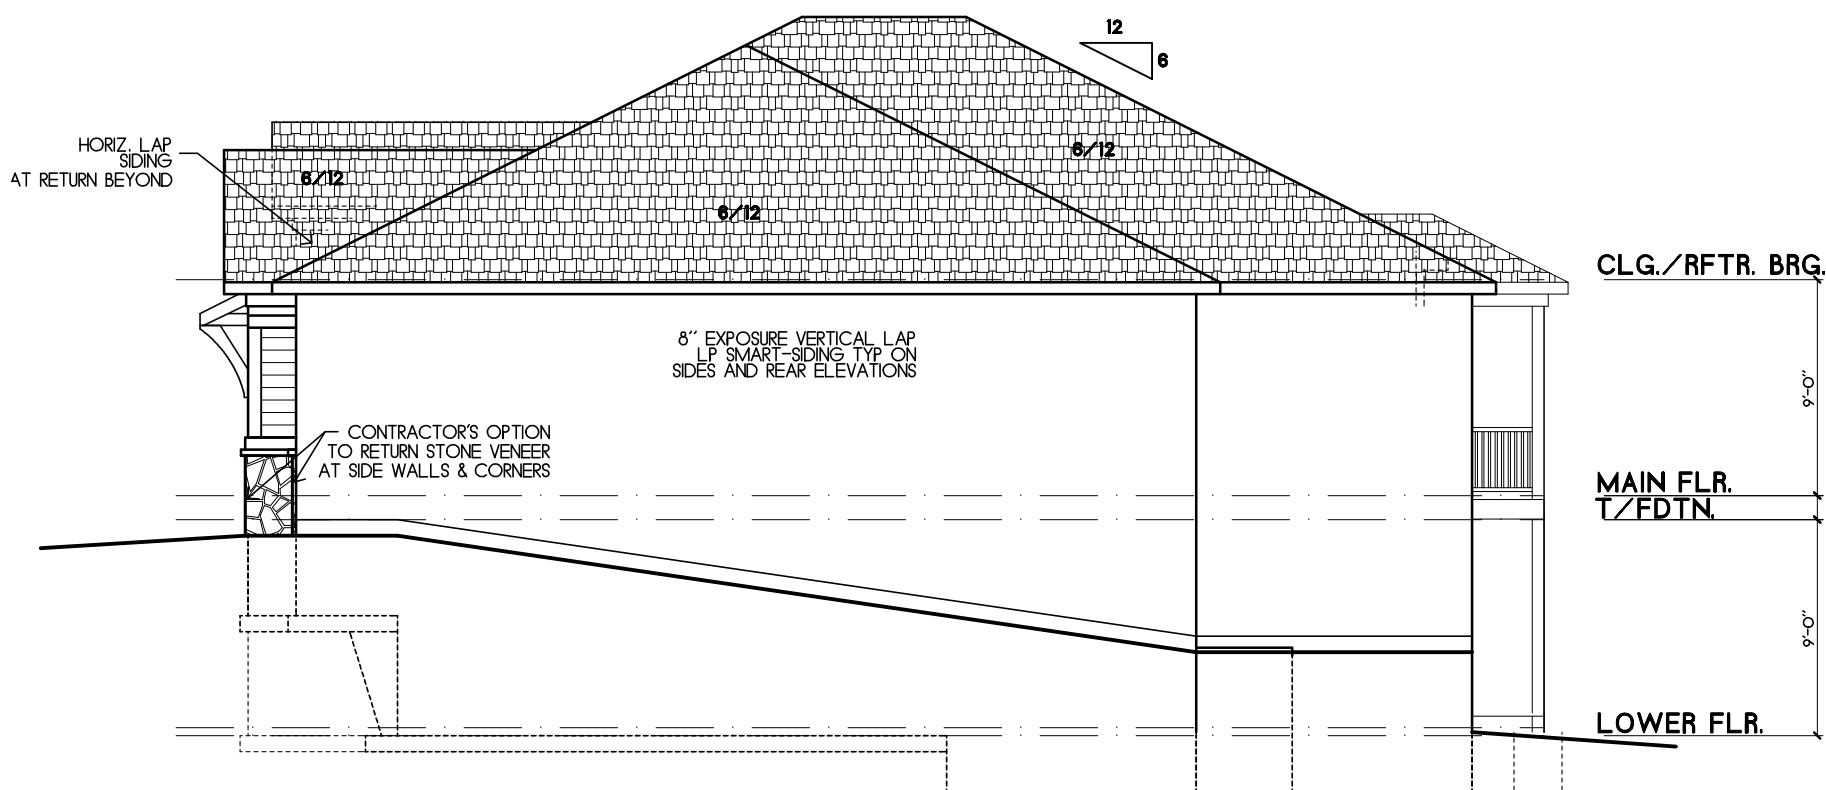 12
6
HORIZ. LAP
SIDING
AT RETURN BEYOND
6/12
6/12
6/12
CLG./RFTR. BRG.
8" EXPOSURE VERTICAL LAP
LP SMART-SIDING TYP ON
SIDES AND REAR ELEVATIONS
9'-0"
CONTRACTOR'S OPTION
TO RETURN STONE VENEER
AT SIDE WALLS & CORNERS
MAIN FLR.
T/FDTN.
9'-0"
LOWER FLR.